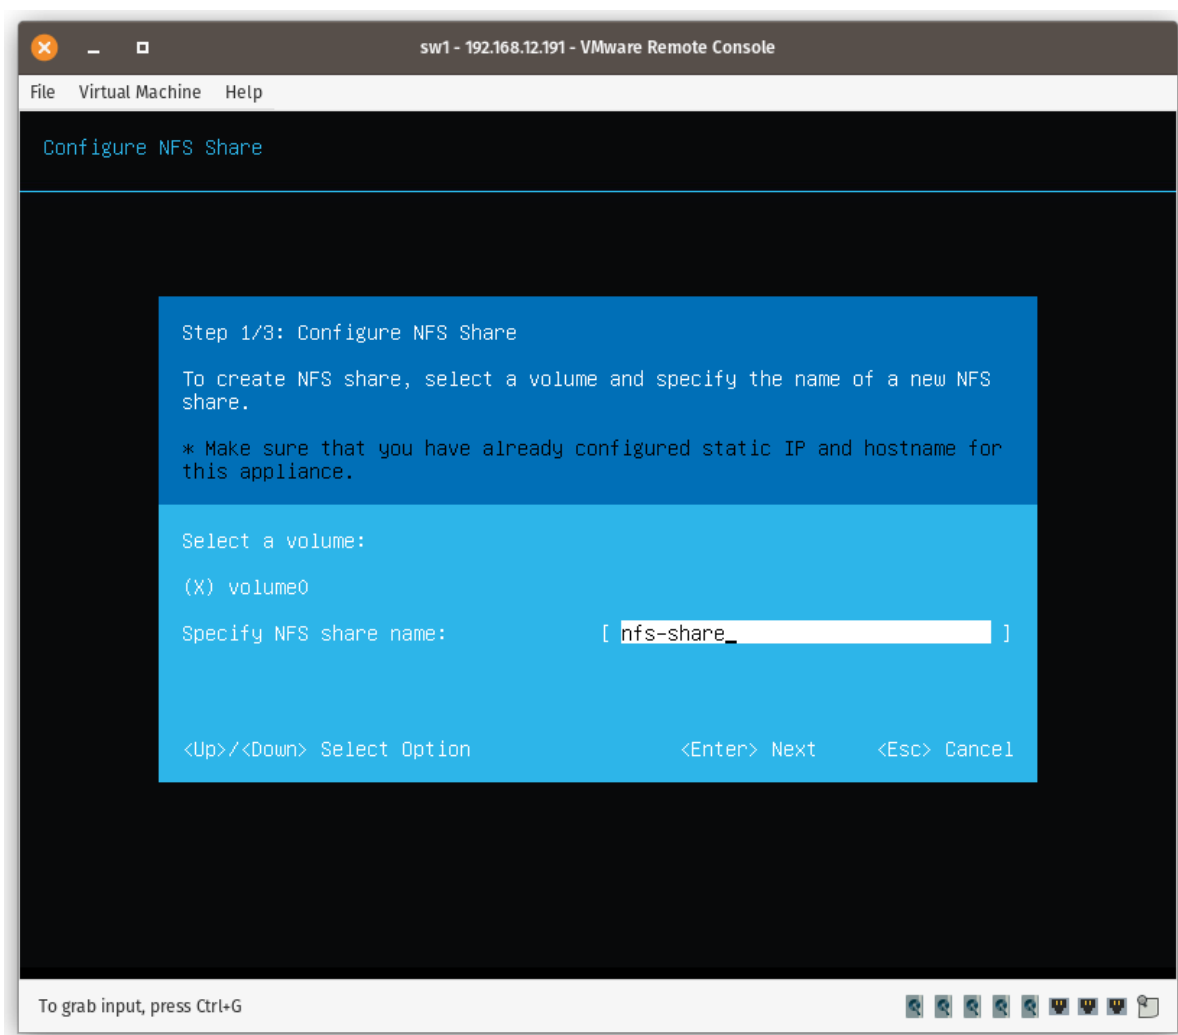 sw1 - 192.168.12.191 - VMware Remote Console
File Virtual Machine Help
Configure NFS Share
Step 1/3: Configure NFS Share
To create NFS share, select a volume and specify the name of a new NFS
share.
* Make sure that you have already configured static IP and hostname for
this appliance.
Select a volume:
(X) volume0
Specify NFS share name: [ nfs-share_ ]
<Up>/<Down> Select Option <Enter> Next <Esc> Cancel
To grab input, press Ctrl+G